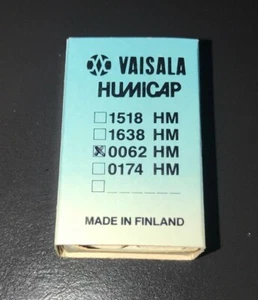 VAISALA
HUMICAP
☐ 1518 HM
☐ 1638 HM
☒ 0062 HM
☐ 0174 HM
☐ _ _ _ _ _ _ _ _
MADE IN FINLAND